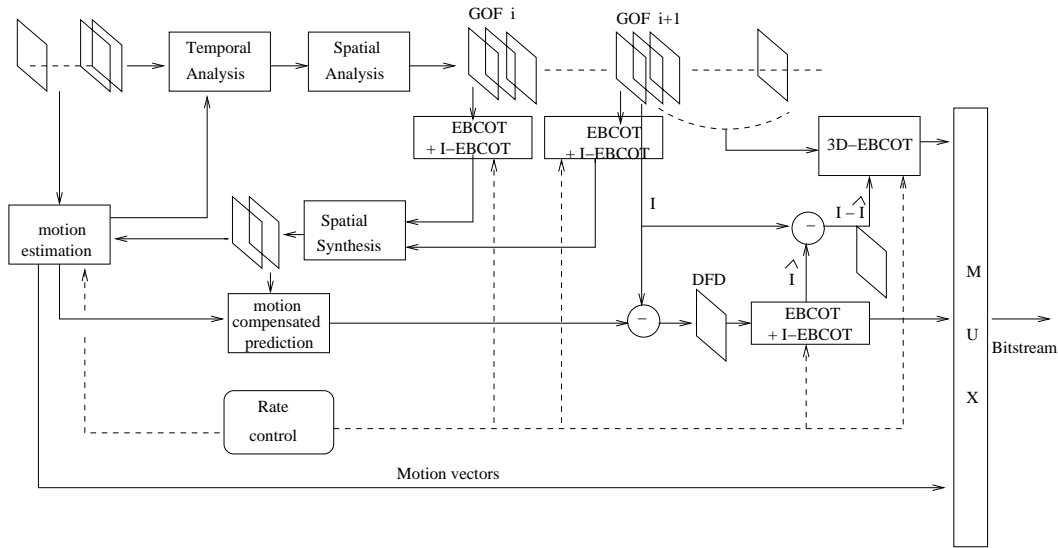 GOF i
GOF i+1
Temporal
Analysis
Spatial
Analysis
EBCOT
+ I−EBCOT
EBCOT
+ I−EBCOT
3D−EBCOT
I
I − Î
motion
estimation
Spatial
Synthesis
−
Î
DFD
motion
compensated
prediction
−
EBCOT
+ I−EBCOT
M
U
X
Bitstream
Rate
control
Motion vectors